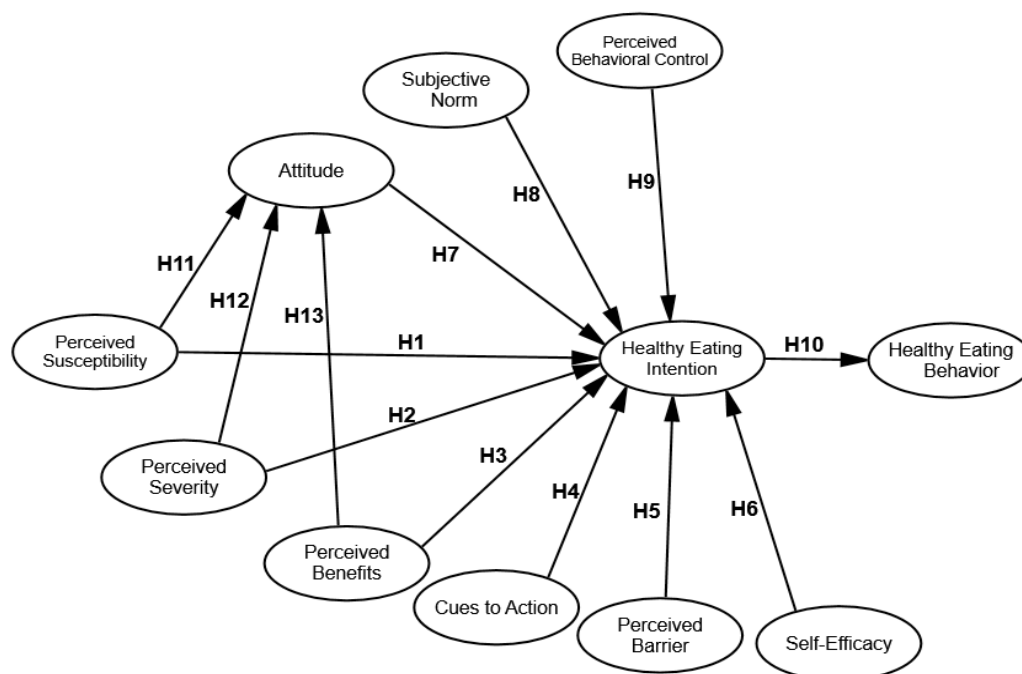 Perceived
Behavioral Control
Subjective
Norm
Attitude
H9
H8
H7
H11
H12
H13
Perceived
Susceptibility
H1
Healthy Eating
Intention
H10
Healthy Eating
Behavior
H2
H3
Perceived
Severity
H4
H5
H6
Perceived
Benefits
Cues to Action
Perceived
Barrier
Self-Efficacy